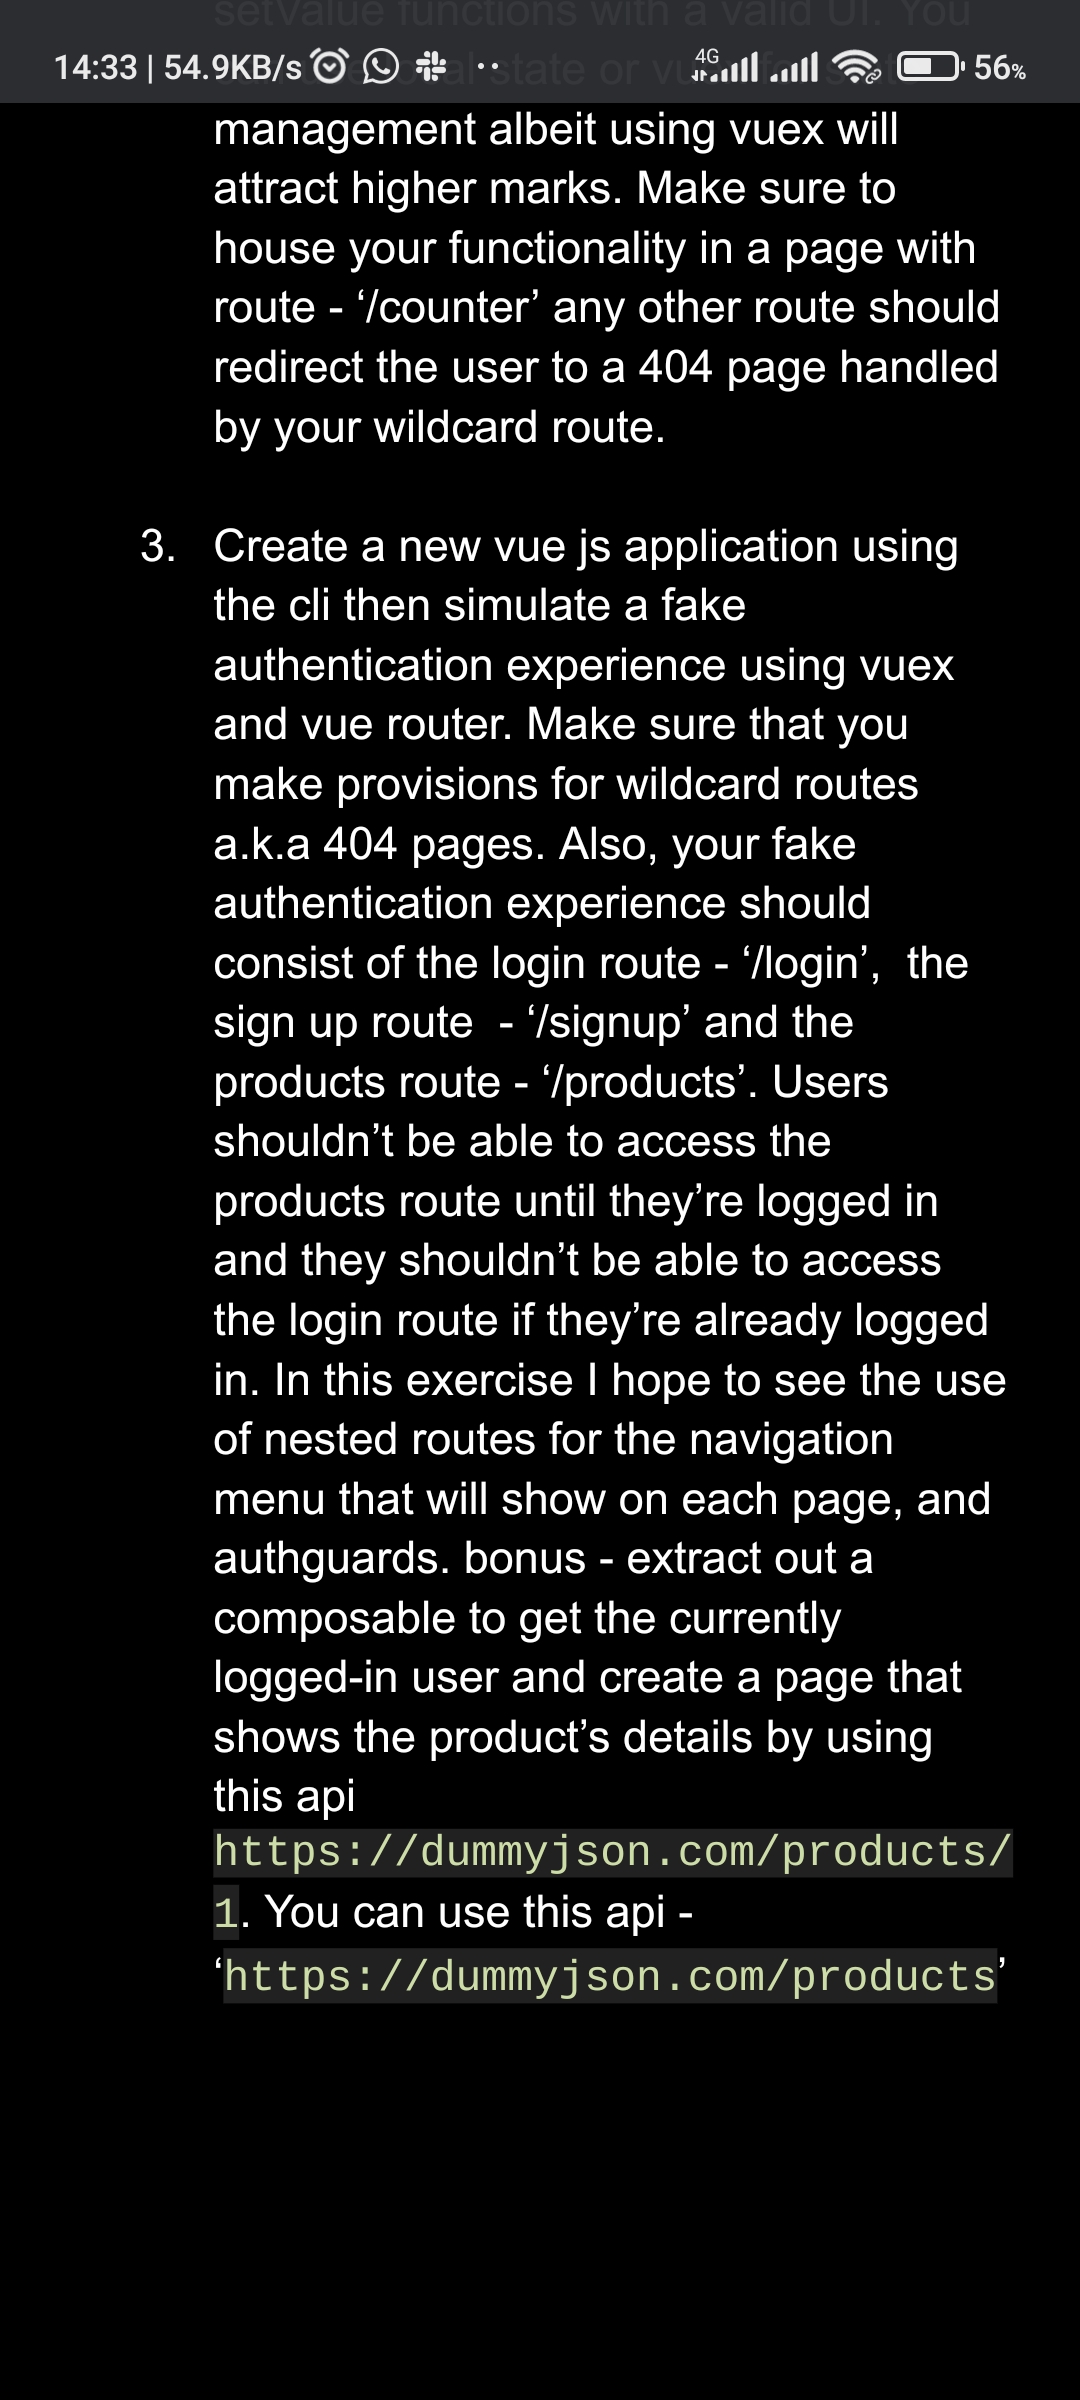 setValue functions with a valid UI. You
14:33 | 54.9KB/s 4G 56%
management albeit using vuex will
attract higher marks. Make sure to
house your functionality in a page with
route - ‘/counter’ any other route should
redirect the user to a 404 page handled
by your wildcard route.
3. Create a new vue js application using
the cli then simulate a fake
authentication experience using vuex
and vue router. Make sure that you
make provisions for wildcard routes
a.k.a 404 pages. Also, your fake
authentication experience should
consist of the login route - ‘/login’,  the
sign up route  - ‘/signup’ and the
products route - ‘/products’. Users
shouldn’t be able to access the
products route until they’re logged in
and they shouldn’t be able to access
the login route if they’re already logged
in. In this exercise I hope to see the use
of nested routes for the navigation
menu that will show on each page, and
authguards. bonus - extract out a
composable to get the currently
logged-in user and create a page that
shows the product’s details by using
this api
https://dummyjson.com/products/
1. You can use this api -
‘https://dummyjson.com/products’